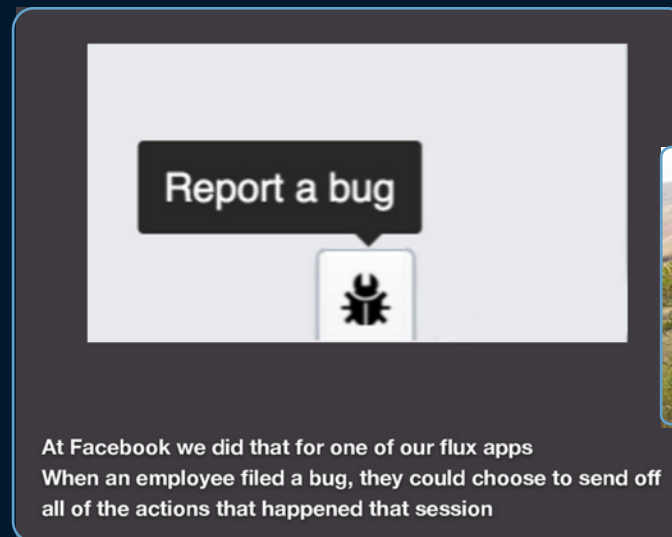 Report a bug
At Facebook we did that for one of our flux apps
When an employee filed a bug, they could choose to send off
all of the actions that happened that session